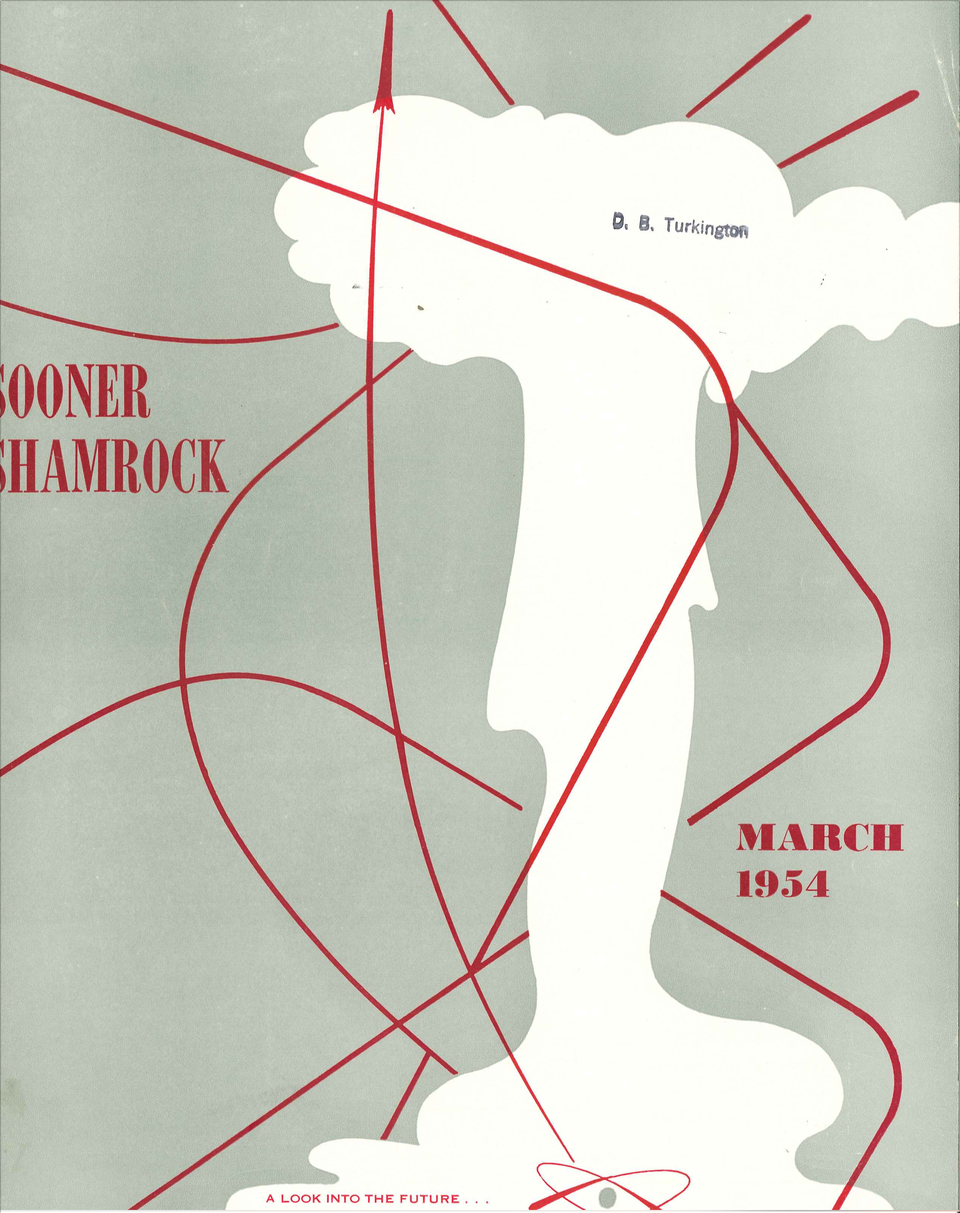 D. B. Turkington
SOONER
SHAMROCK
MARCH
1954
A LOOK INTO THE FUTURE . . .